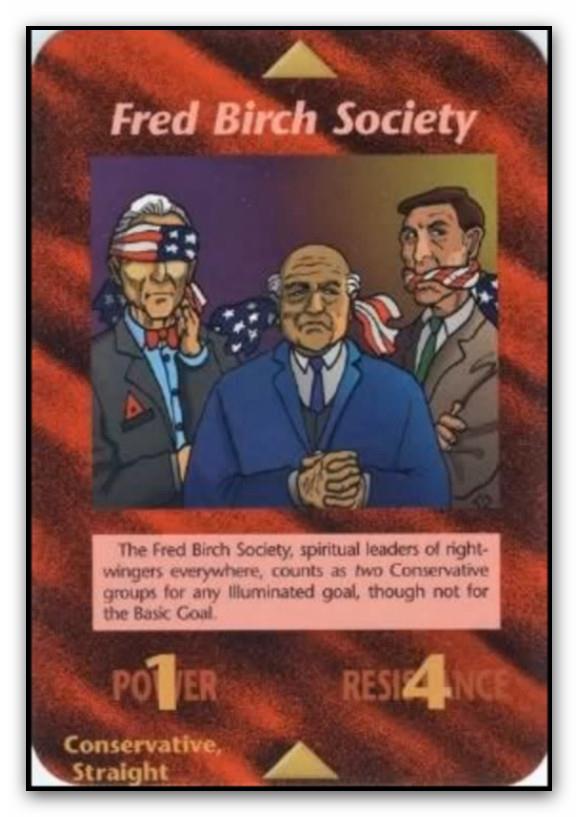 Fred Birch Society
The Fred Birch Society, spiritual leaders of right-
wingers everywhere, counts as two Conservative
groups for any Illuminated goal, though not for
the Basic Goal.
POWER 1 RESISTANCE 4
Conservative,
Straight